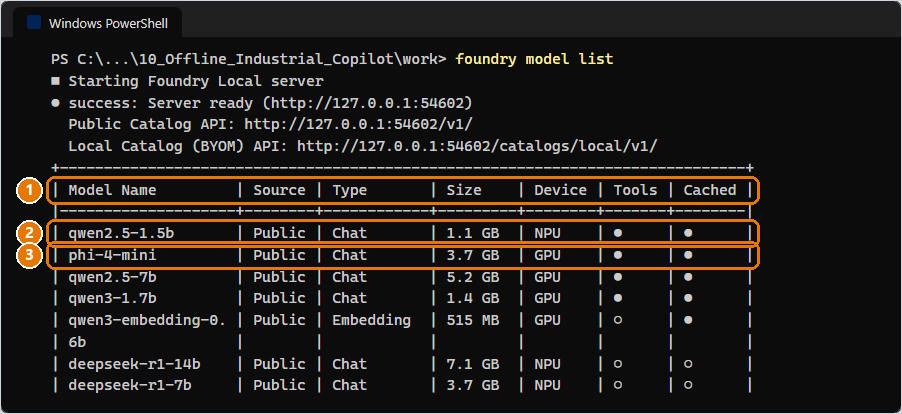 Windows PowerShell
PS C:\...\10_Offline_Industrial_Copilot\work> foundry model list
■ Starting Foundry Local server
● success: Server ready (http://127.0.0.1:54602)
Public Catalog API: http://127.0.0.1:54602/v1/
Local Catalog (BYOM) API: http://127.0.0.1:54602/catalogs/local/v1/
+------------------------------------------------------------------------------+
1 | Model Name | Source | Type | Size | Device | Tools | Cached |
|--------------------+--------+------------+---------+--------+-------+--------|
2 | qwen2.5-1.5b | Public | Chat | 1.1 GB | NPU | ● | ● |
3 | phi-4-mini | Public | Chat | 3.7 GB | GPU | ● | ● |
| qwen2.5-7b | Public | Chat | 5.2 GB | GPU | ● | ● |
| qwen3-1.7b | Public | Chat | 1.4 GB | GPU | ● | ● |
| qwen3-embedding-0. | Public | Embedding | 515 MB | GPU | ○ | ● |
| 6b | | | | | | |
| deepseek-r1-14b | Public | Chat | 7.1 GB | NPU | ○ | ○ |
| deepseek-r1-7b | Public | Chat | 3.7 GB | NPU | ○ | ○ |